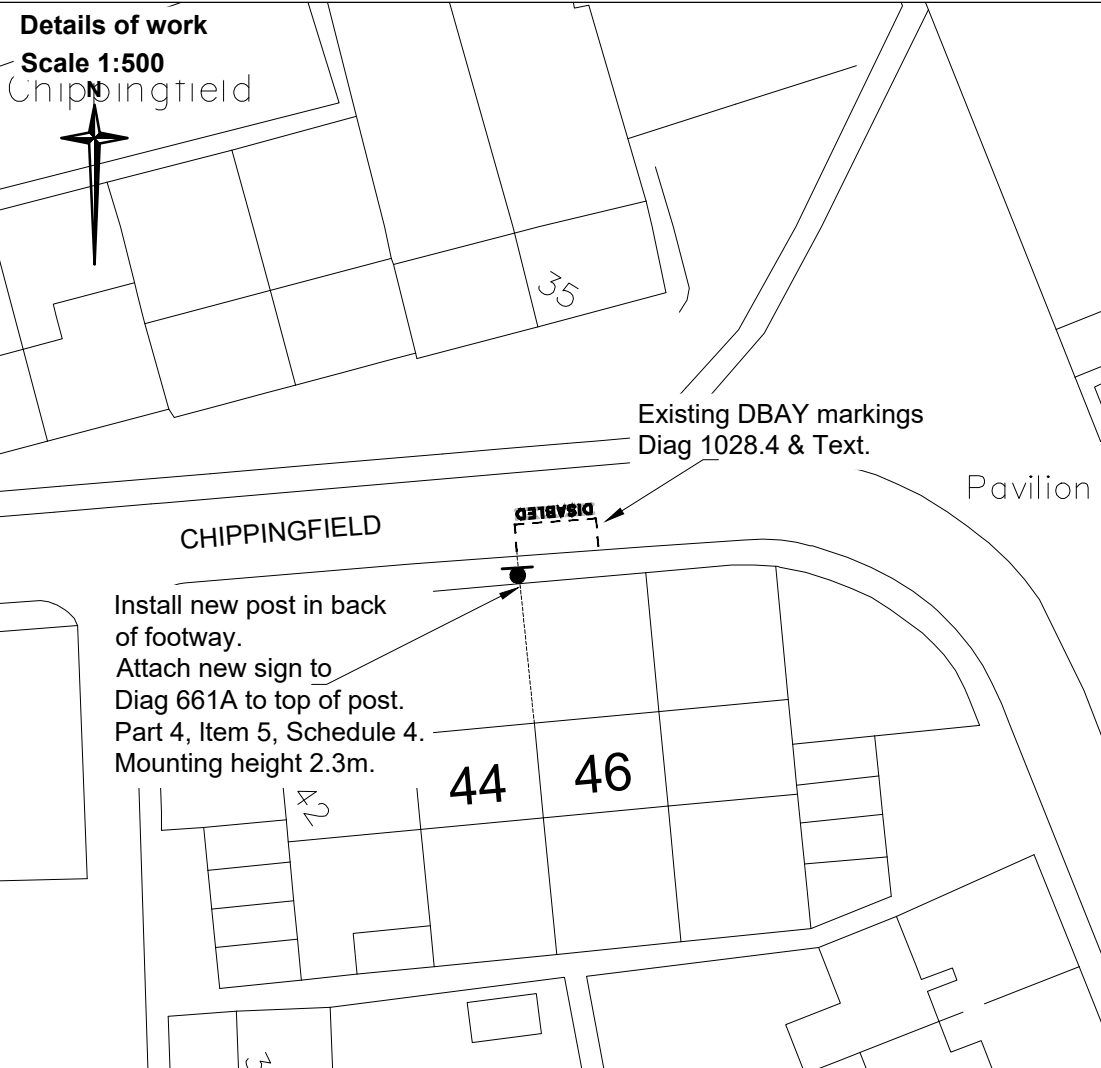 Details of work
Scale 1:500
Chippingfield
N
35
Existing DBAY markings
Diag 1028.4 & Text.
Pavilion
DISABLED
CHIPPINGFIELD
Install new post in back
of footway.
Attach new sign to
Diag 661A to top of post.
Part 4, Item 5, Schedule 4.
Mounting height 2.3m.
44
46
42